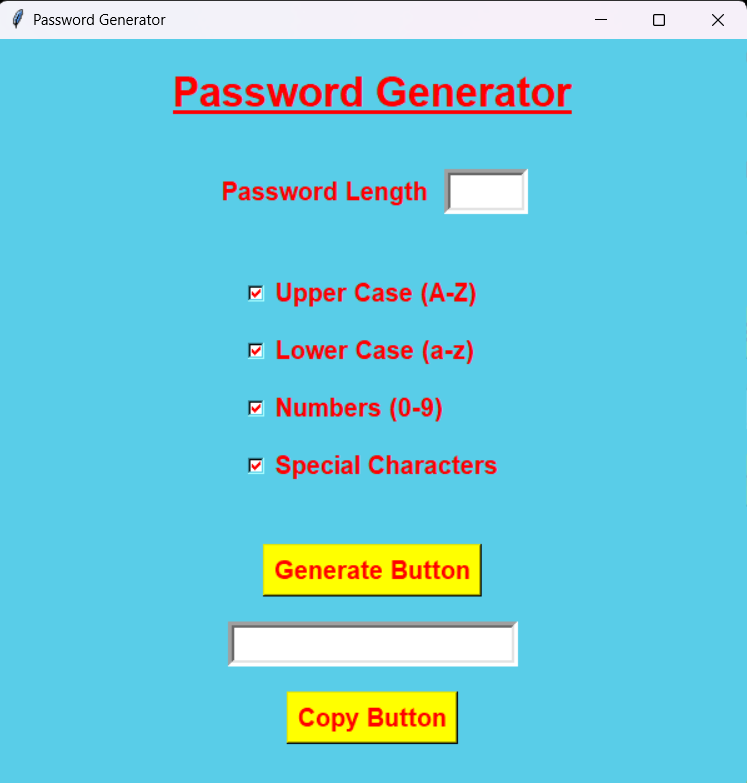 Password Generator
Password Generator
Password Length
Upper Case (A-Z)
Lower Case (a-z)
Numbers (0-9)
Special Characters
Generate Button
Copy Button